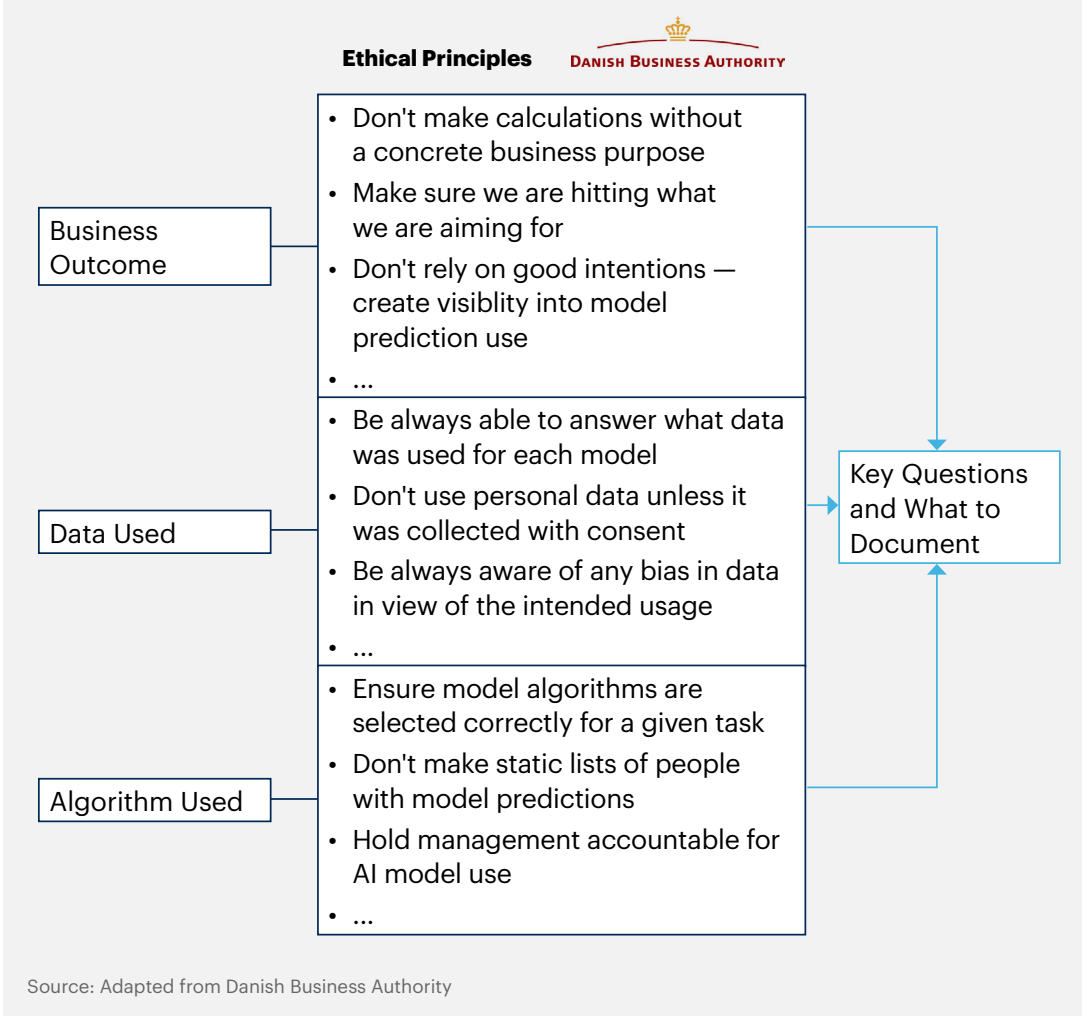 Ethical Principles
DANISH BUSINESS AUTHORITY
Business
Outcome
• Don't make calculations without
a concrete business purpose
• Make sure we are hitting what
we are aiming for
• Don't rely on good intentions —
create visiblity into model
prediction use
• ...
Data Used
• Be always able to answer what data
was used for each model
• Don't use personal data unless it
was collected with consent
• Be always aware of any bias in data
in view of the intended usage
• ...
Algorithm Used
• Ensure model algorithms are
selected correctly for a given task
• Don't make static lists of people
with model predictions
• Hold management accountable for
AI model use
• ...
Key Questions
and What to
Document
Source: Adapted from Danish Business Authority